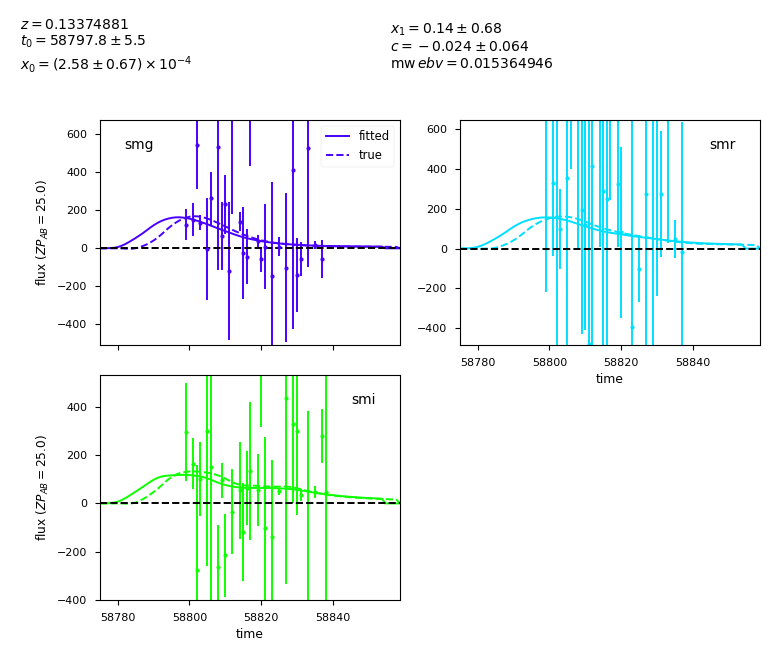 z = 0.13374881
t₀ = 58797.8 ± 5.5
x₀ = (2.58 ± 0.67) × 10⁻⁴
x₁ = 0.14 ± 0.68
c = −0.024 ± 0.064
mw ebv = 0.015364946
smg
fitted
true
600
400
200
0
−200
−400
flux (ZP_AB = 25.0)
smr
600
400
200
0
−200
−400
58780 58800 58820 58840
time
smi
400
200
0
−200
−400
flux (ZP_AB = 25.0)
58780 58800 58820 58840
time